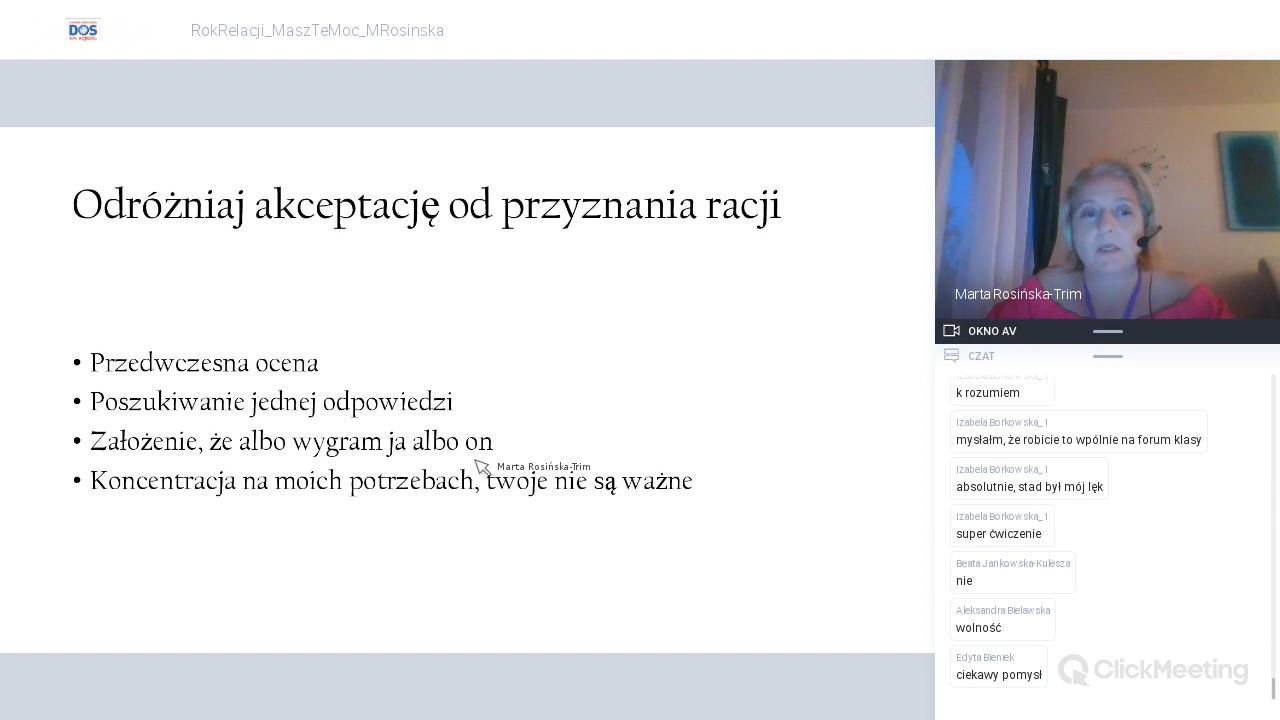 DOS
RokRelacji_MaszTeMoc_MRosinska
Odróżniaj akceptację od przyznania racji
• Przedwczesna ocena
• Poszukiwanie jednej odpowiedzi
• Założenie, że albo wygram ja albo on
• Koncentracja na moich potrzebach, twoje nie są ważne
Marta Rosińska-Trim
Marta Rosińska-Trim
OKNO AV
CZAT
Izabela Borkowska_1
k rozumiem
Izabela Borkowska_1
mysłałm, że robicie to wpólnie na forum klasy
Izabela Borkowska_1
absolutnie, stad był mój lęk
Izabela Borkowska_1
super ćwiczenie
Beata Jankowska-Kulesza
nie
Aleksandra Bielawska
wolność
Edyta Bieniek
ciekawy pomysł
ClickMeeting